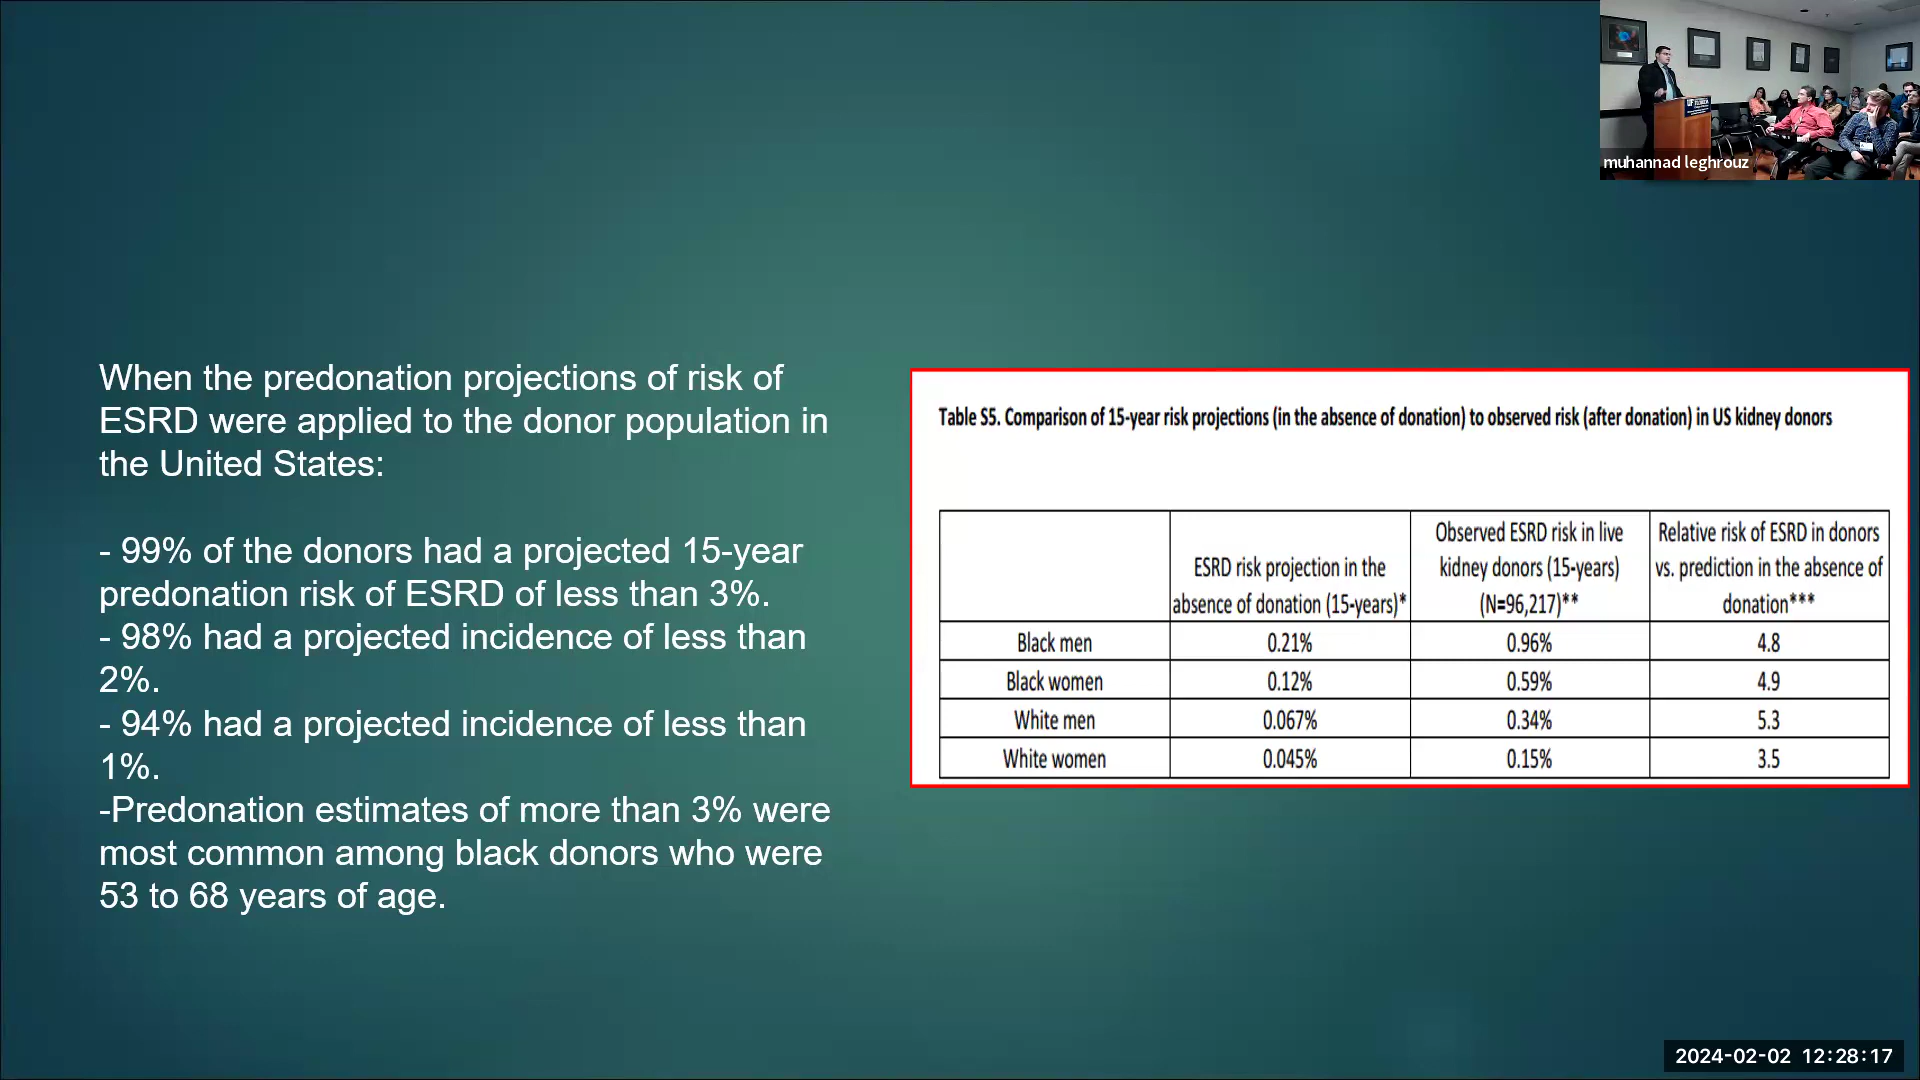 muhannad leghrouz
When the predonation projections of risk of
ESRD were applied to the donor population in
the United States:
- 99% of the donors had a projected 15-year
predonation risk of ESRD of less than 3%.
- 98% had a projected incidence of less than
2%.
- 94% had a projected incidence of less than
1%.
-Predonation estimates of more than 3% were
most common among black donors who were
53 to 68 years of age.
Table S5. Comparison of 15-year risk projections (in the absence of donation) to observed risk (after donation) in US kidney donors
ESRD risk projection in the
absence of donation (15-years)*
Observed ESRD risk in live
kidney donors (15-years)
(N=96,217)**
Relative risk of ESRD in donors
vs. prediction in the absence of
donation***
Black men 0.21% 0.96% 4.8
Black women 0.12% 0.59% 4.9
White men 0.067% 0.34% 5.3
White women 0.045% 0.15% 3.5
2024-02-02 12:28:17